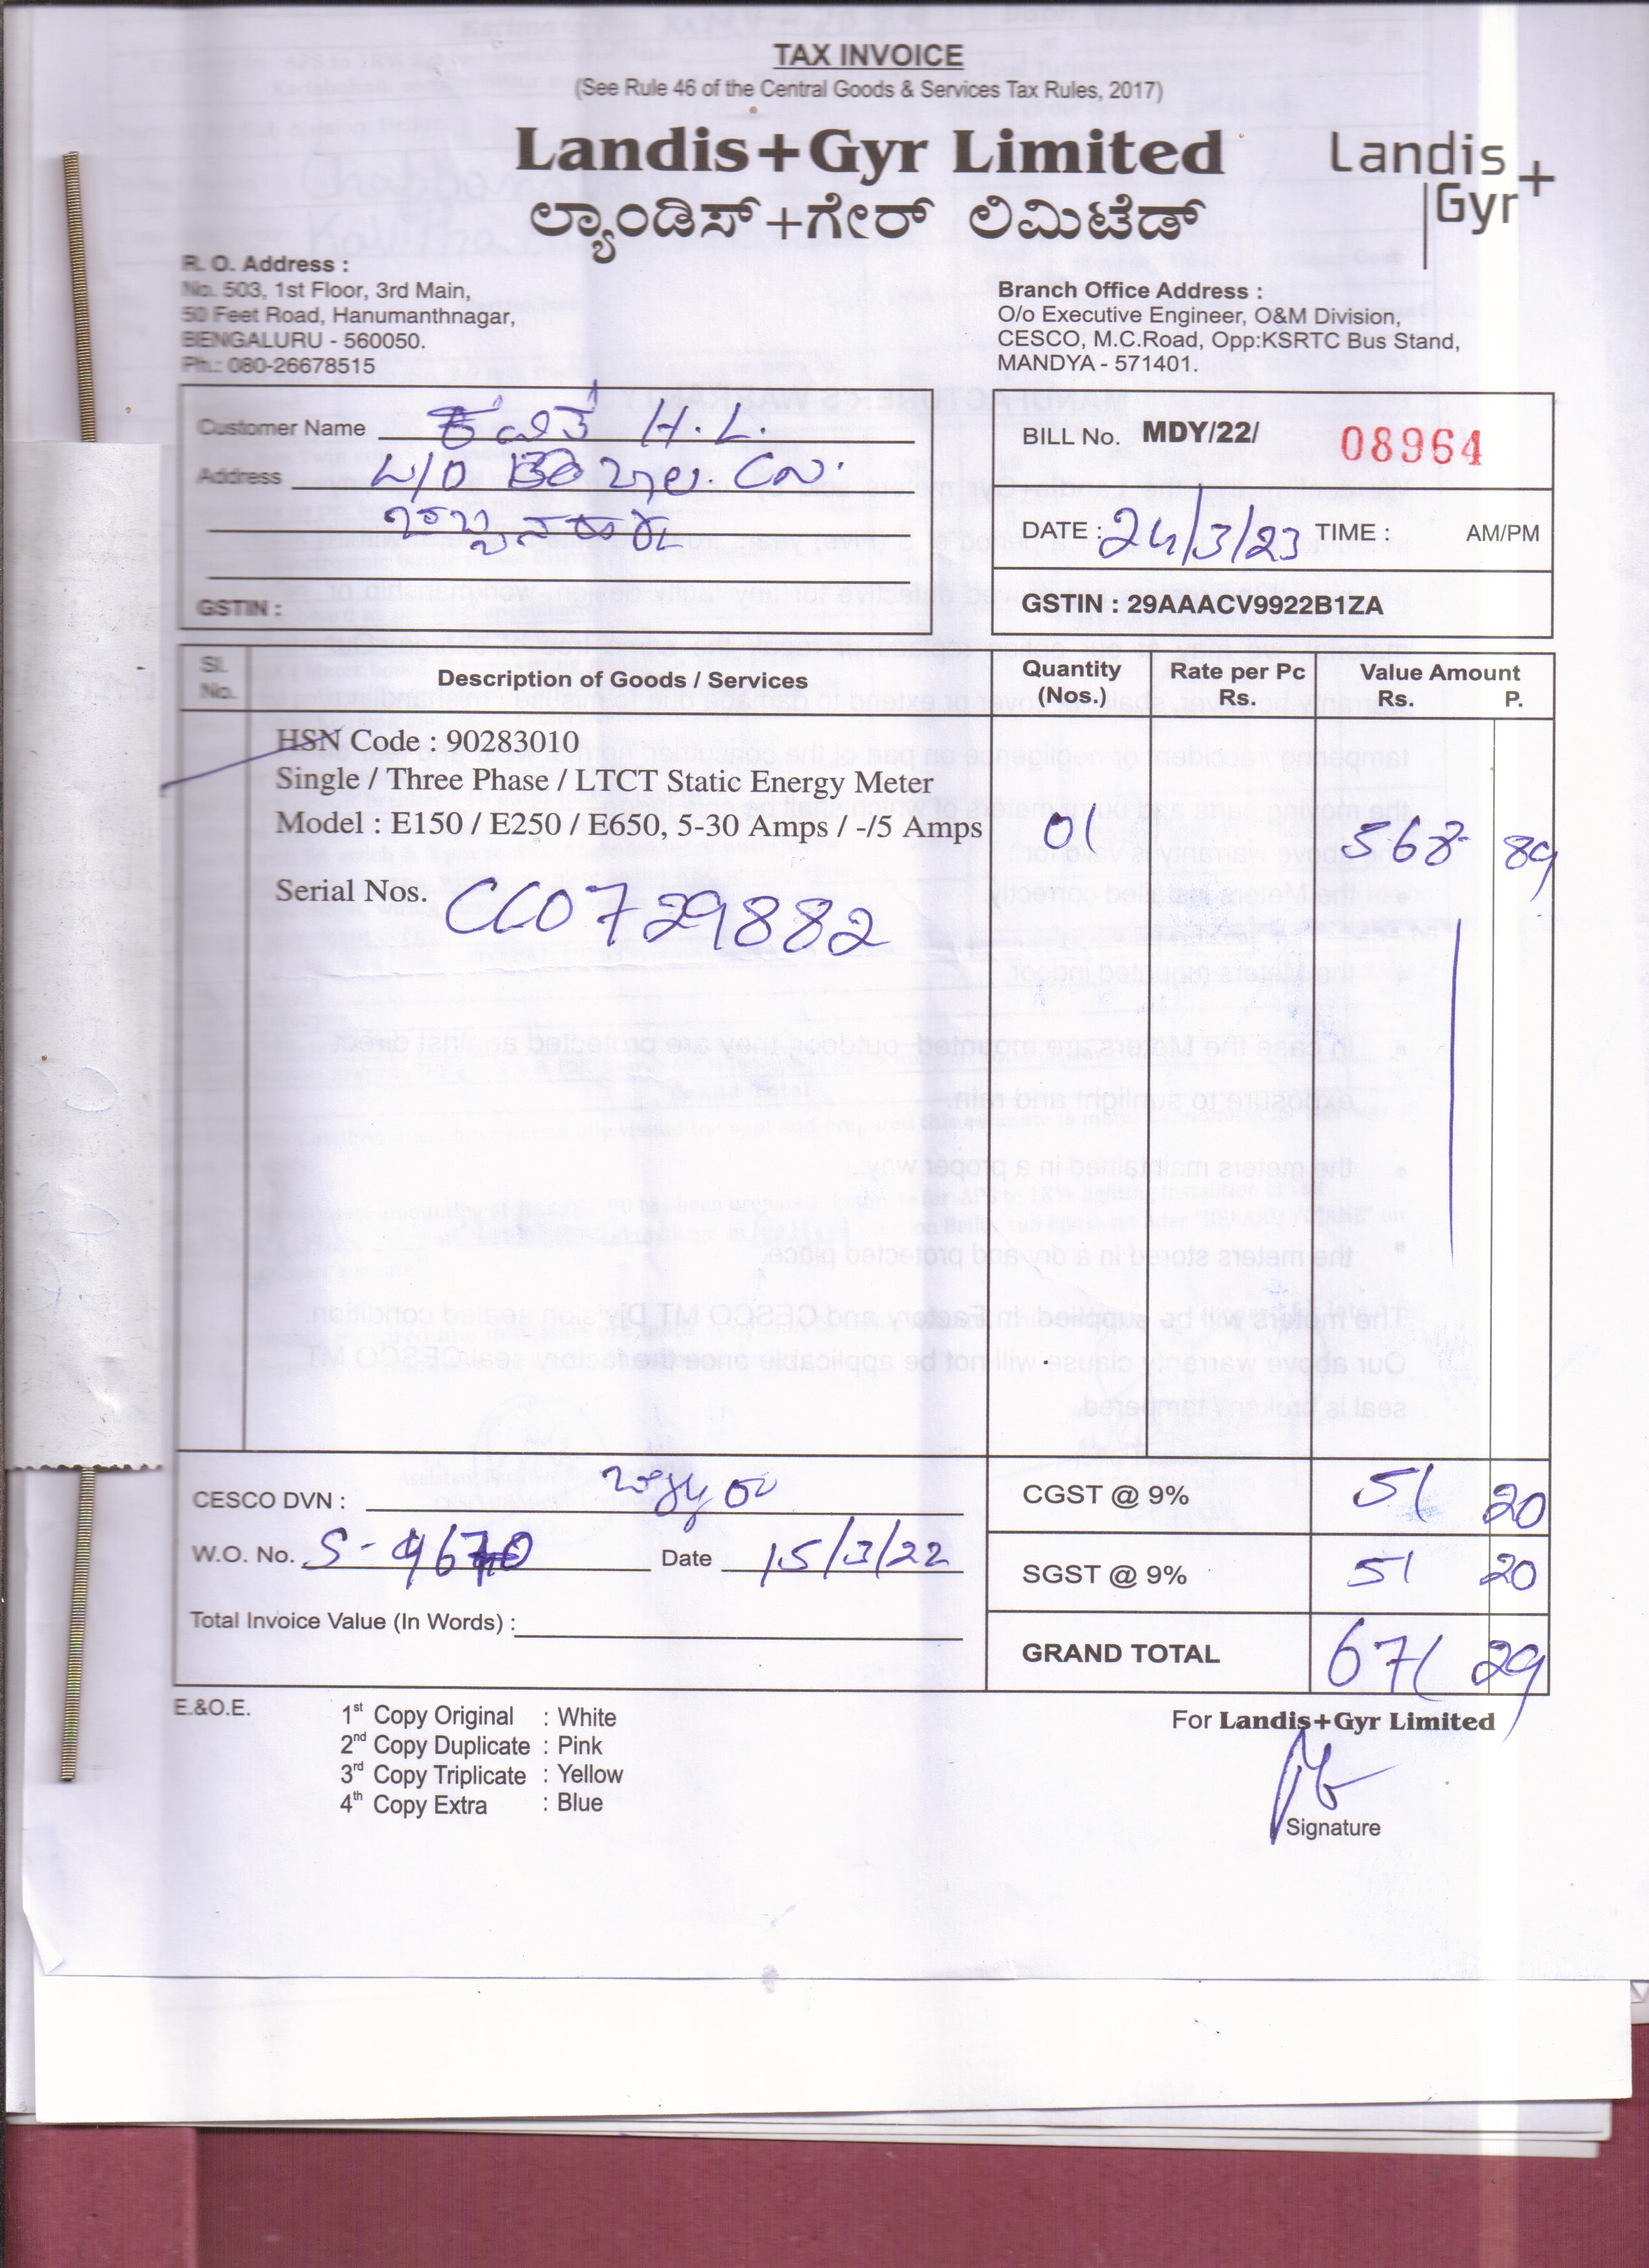 TAX INVOICE
(See Rule 46 of the Central Goods & Services Tax Rules, 2017)
Landis+Gyr Limited
Landis
Gyr+
ಲ್ಯಾಂಡಿಸ್+ಗೇರ್ ಲಿಮಿಟೆಡ್
R. O. Address :
No. 503, 1st Floor, 3rd Main,
50 Feet Road, Hanumanthnagar,
BENGALURU - 560050.
Ph.: 080-26678515
Branch Office Address :
O/o Executive Engineer, O&M Division,
CESCO, M.C.Road, Opp:KSRTC Bus Stand,
MANDYA - 571401.
Customer Name H.L.
Address W/O
GSTIN :
BILL No. MDY/22/ 08964
DATE : 24/3/23 TIME : AM/PM
GSTIN : 29AAACV9922B1ZA
Sl. No. Description of Goods / Services Quantity (Nos.) Rate per Pc Rs. Value Amount Rs. P.
HSN Code : 90283010
Single / Three Phase / LTCT Static Energy Meter
Model : E150 / E250 / E650, 5-30 Amps / -/5 Amps 01 568 89
Serial Nos. CC0729882
CESCO DVN :
CGST @ 9% 51 20
W.O. No. Date 15/3/22
SGST @ 9% 51 20
Total Invoice Value (In Words) :
GRAND TOTAL 671 29
E.&O.E.
1st Copy Original : White
2nd Copy Duplicate : Pink
3rd Copy Triplicate : Yellow
4th Copy Extra : Blue
For Landis+Gyr Limited
Signature